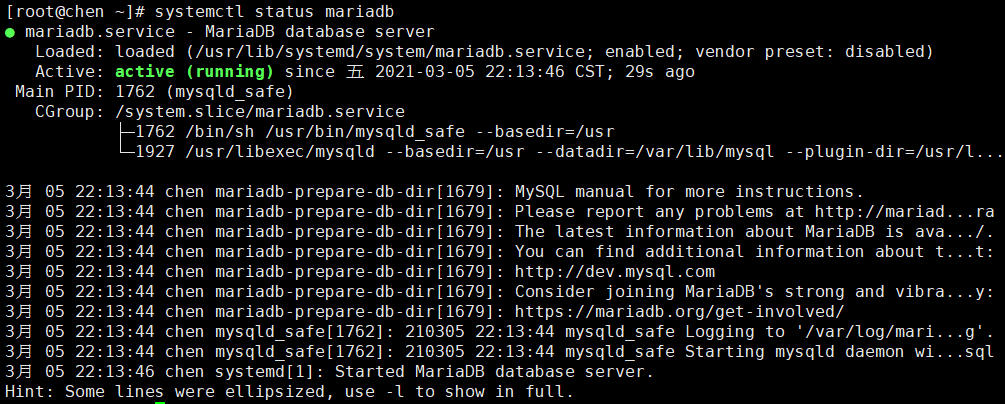 [root@chen ~]# systemctl status mariadb
● mariadb.service - MariaDB database server
   Loaded: loaded (/usr/lib/systemd/system/mariadb.service; enabled; vendor preset: disabled)
   Active: active (running) since 五 2021-03-05 22:13:46 CST; 29s ago
 Main PID: 1762 (mysqld_safe)
   CGroup: /system.slice/mariadb.service
           ├─1762 /bin/sh /usr/bin/mysqld_safe --basedir=/usr
           └─1927 /usr/libexec/mysqld --basedir=/usr --datadir=/var/lib/mysql --plugin-dir=/usr/l...
3月 05 22:13:44 chen mariadb-prepare-db-dir[1679]: MySQL manual for more instructions.
3月 05 22:13:44 chen mariadb-prepare-db-dir[1679]: Please report any problems at http://mariad...ra
3月 05 22:13:44 chen mariadb-prepare-db-dir[1679]: The latest information about MariaDB is ava.../.
3月 05 22:13:44 chen mariadb-prepare-db-dir[1679]: You can find additional information about t...t:
3月 05 22:13:44 chen mariadb-prepare-db-dir[1679]: http://dev.mysql.com
3月 05 22:13:44 chen mariadb-prepare-db-dir[1679]: Consider joining MariaDB's strong and vibra...y:
3月 05 22:13:44 chen mariadb-prepare-db-dir[1679]: https://mariadb.org/get-involved/
3月 05 22:13:44 chen mysqld_safe[1762]: 210305 22:13:44 mysqld_safe Logging to '/var/log/mari...g'.
3月 05 22:13:44 chen mysqld_safe[1762]: 210305 22:13:44 mysqld_safe Starting mysqld daemon wi...sql
3月 05 22:13:46 chen systemd[1]: Started MariaDB database server.
Hint: Some lines were ellipsized, use -l to show in full.